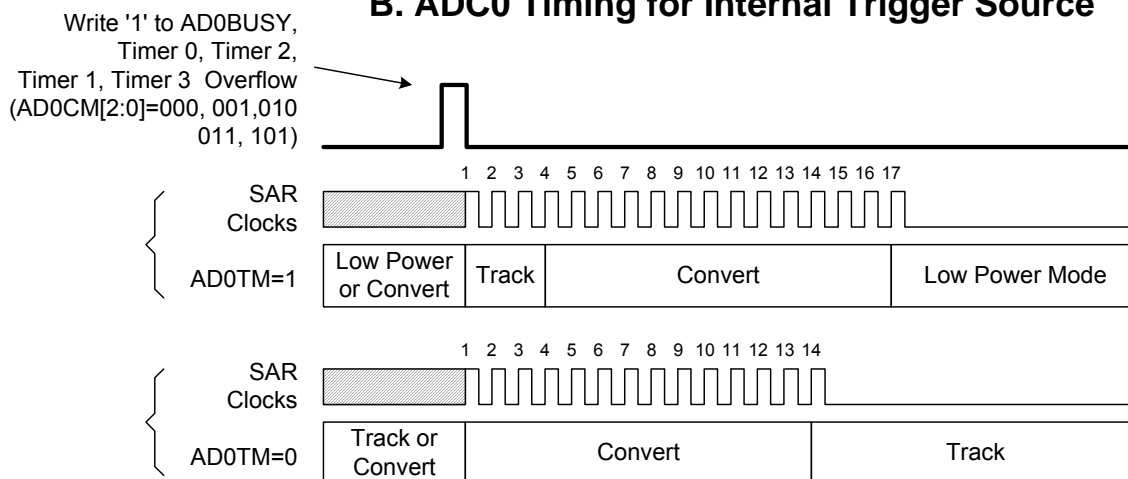 B. ADC0 Timing for Internal Trigger Source
Write '1' to AD0BUSY,
Timer 0, Timer 2,
Timer 1, Timer 3 Overflow
(AD0CM[2:0]=000, 001,010
011, 101)
1 2 3 4 5 6 7 8 9 10 11 12 13 14 15 16 17
SAR
Clocks
AD0TM=1
Low Power
or Convert
Track
Convert
Low Power Mode
1 2 3 4 5 6 7 8 9 10 11 12 13 14
SAR
Clocks
AD0TM=0
Track or
Convert
Convert
Track